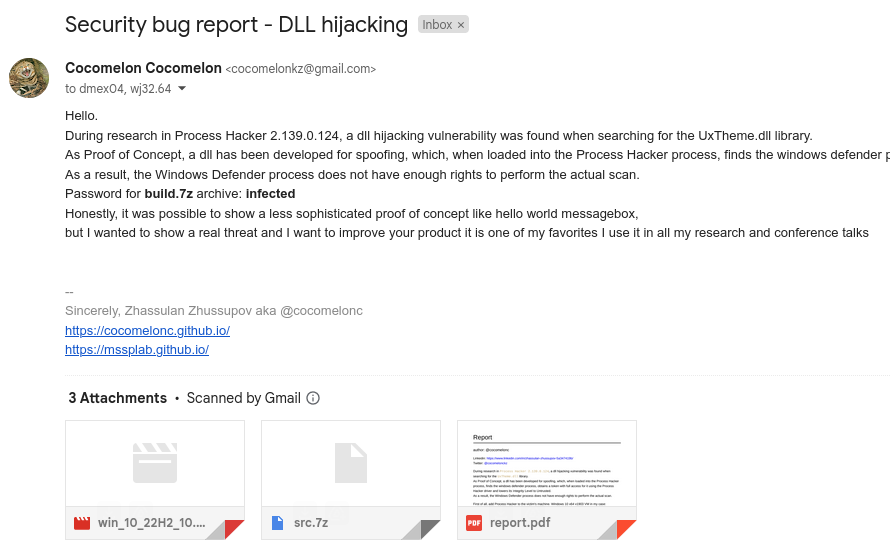 Security bug report - DLL hijacking Inbox ×
Cocomelon Cocomelon <cocomelonkz@gmail.com>
to dmex04, wj32.64
Hello.
During research in Process Hacker 2.139.0.124, a dll hijacking vulnerability was found when searching for the UxTheme.dll library.
As Proof of Concept, a dll has been developed for spoofing, which, when loaded into the Process Hacker process, finds the windows defender p
As a result, the Windows Defender process does not have enough rights to perform the actual scan.
Password for build.7z archive: infected
Honestly, it was possible to show a less sophisticated proof of concept like hello world messagebox,
but I wanted to show a real threat and I want to improve your product it is one of my favorites I use it in all my research and conference talks
--
Sincerely, Zhassulan Zhussupov aka @cocomelonc
https://cocomelonc.github.io/
https://mssplab.github.io/
3 Attachments • Scanned by Gmail
Report
author: @cocomelonc
win_10_22H2_10....
src.7z
PDF report.pdf